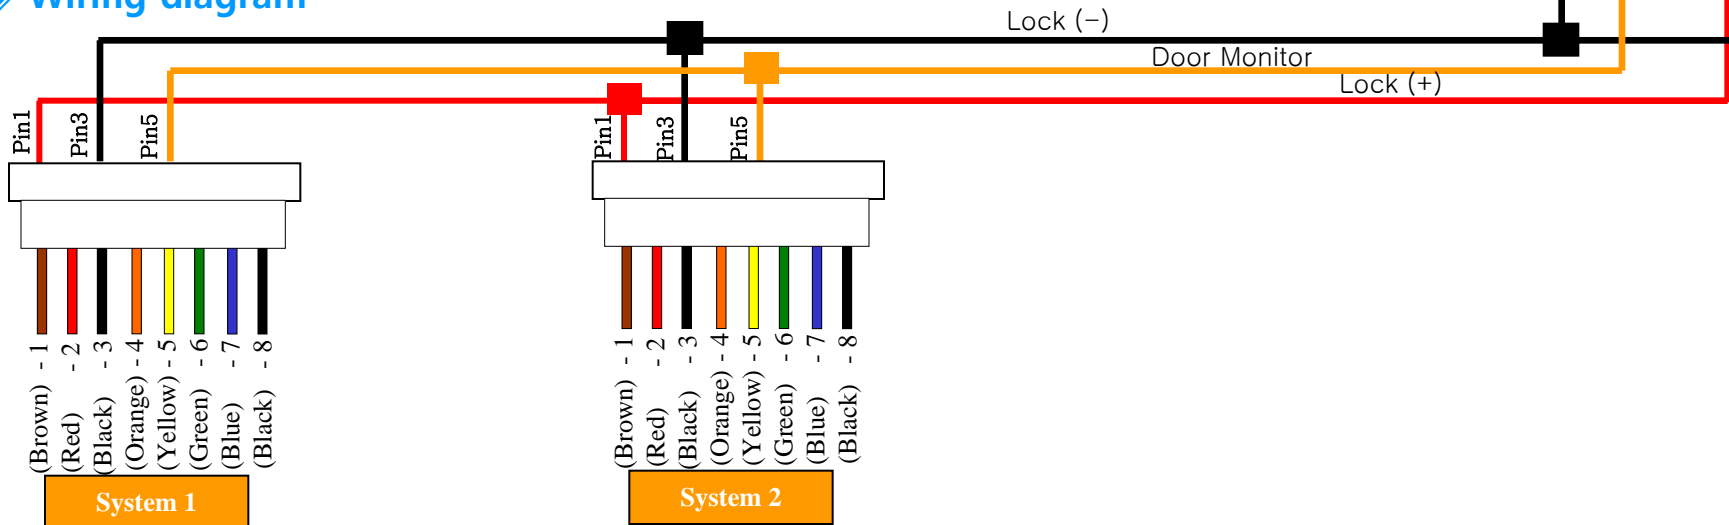 Wiring diagram
Lock (-)
Door Monitor
Lock (+)
Pin1
Pin3
Pin5
Pin1
Pin3
Pin5
(Brown) - 1
(Red) - 2
(Black) - 3
(Orange) - 4
(Yellow) - 5
(Green) - 6
(Blue) - 7
(Black) - 8
(Brown) - 1
(Red) - 2
(Black) - 3
(Orange) - 4
(Yellow) - 5
(Green) - 6
(Blue) - 7
(Black) - 8
System 1
System 2